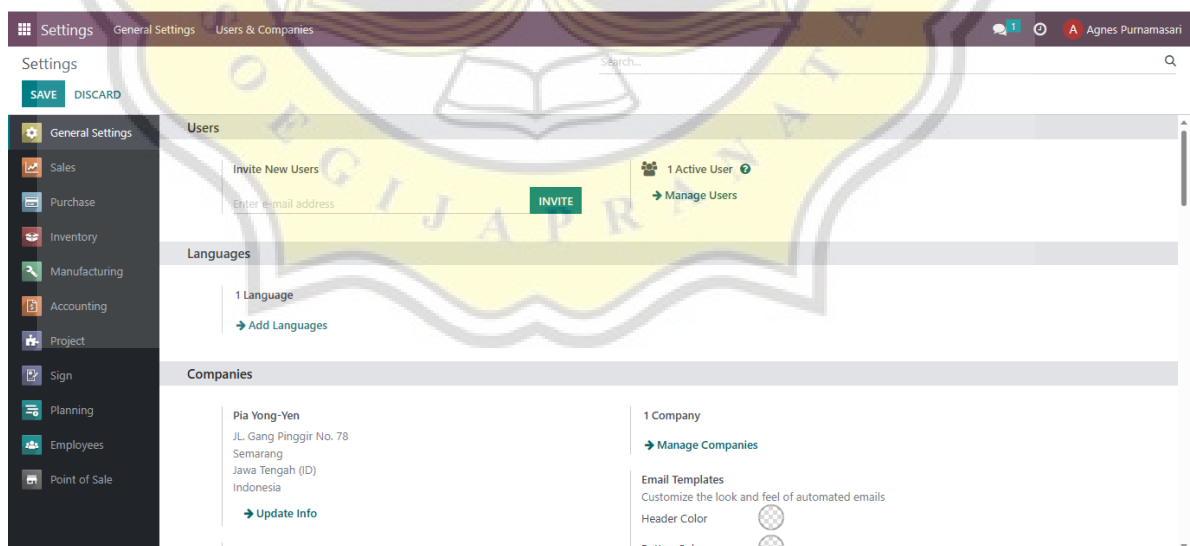 Settings General Settings Users & Companies 1 A Agnes Purnamasari
Settings Search...
SAVE DISCARD
General Settings
Sales
Purchase
Inventory
Manufacturing
Accounting
Project
Sign
Planning
Employees
Point of Sale
Users
Invite New Users
Enter e-mail address INVITE
1 Active User ?
Manage Users
Languages
1 Language
Add Languages
Companies
Pia Yong-Yen
JL. Gang Pinggir No. 78
Semarang
Jawa Tengah (ID)
Indonesia
Update Info
1 Company
Manage Companies
Email Templates
Customize the look and feel of automated emails
Header Color
SOEGIJAPRANATA